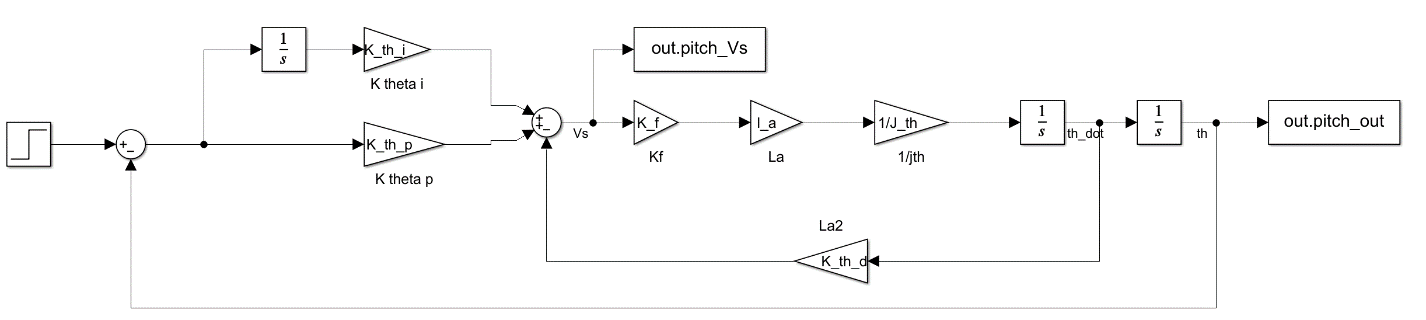 1
s
K_th_i
K theta i
out.pitch_Vs
+
_
K_th_p
K theta p
+
+
_
Vs
K_f
Kf
l_a
La
1/J_th
1/jth
1
s
th_dot
1
s
th
out.pitch_out
La2
K_th_d